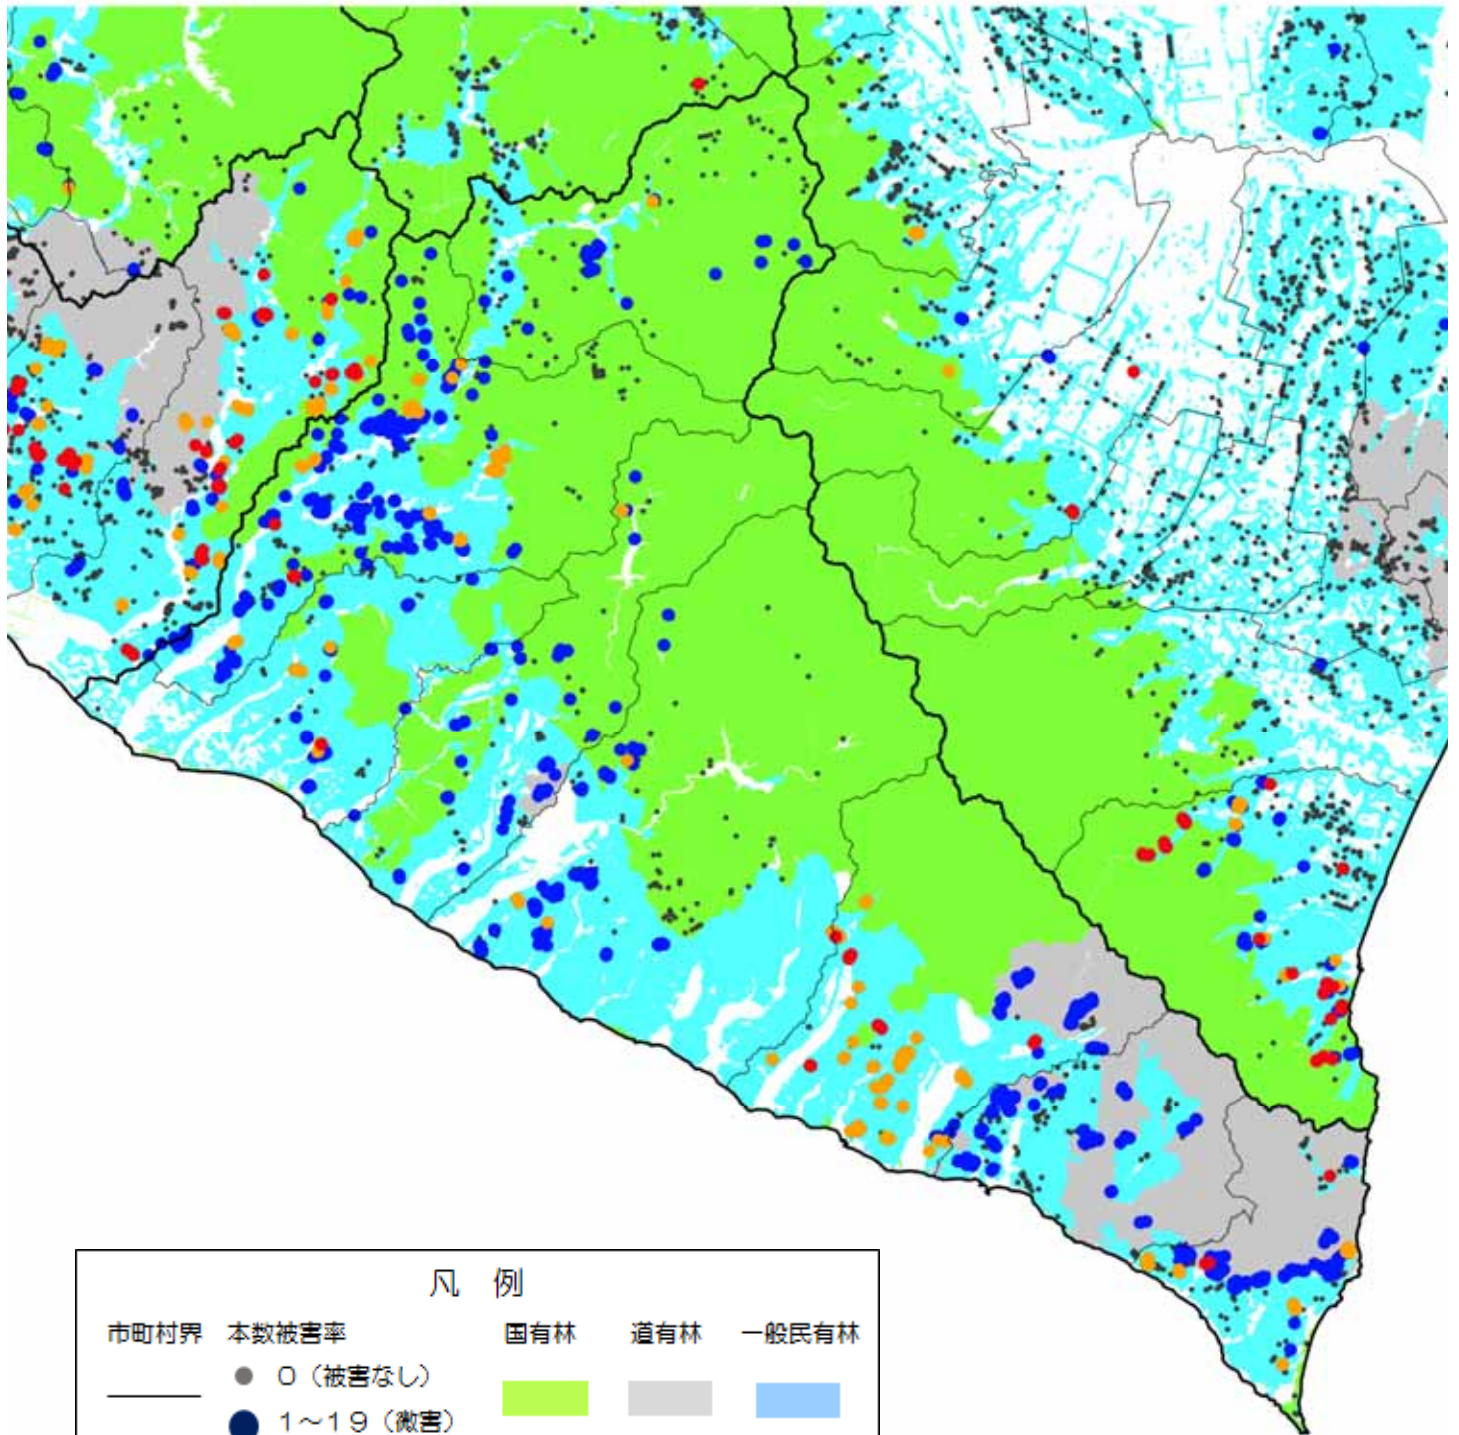 凡 例
市町村界 本数被害率 国有林 道有林 一般民有林
０（被害なし）
１～１９（微害）